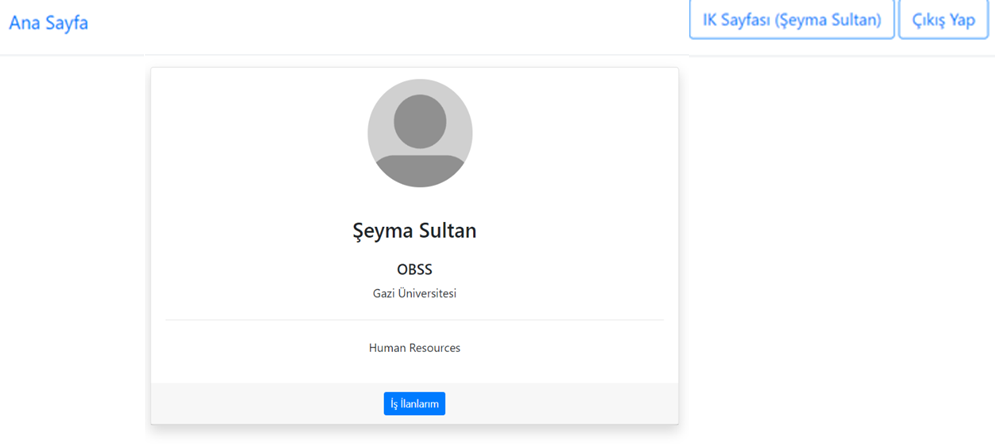 Ana Sayfa
IK Sayfası (Şeyma Sultan)
Çıkış Yap
Şeyma Sultan
OBSS
Gazi Üniversitesi
Human Resources
İş İlanlarım